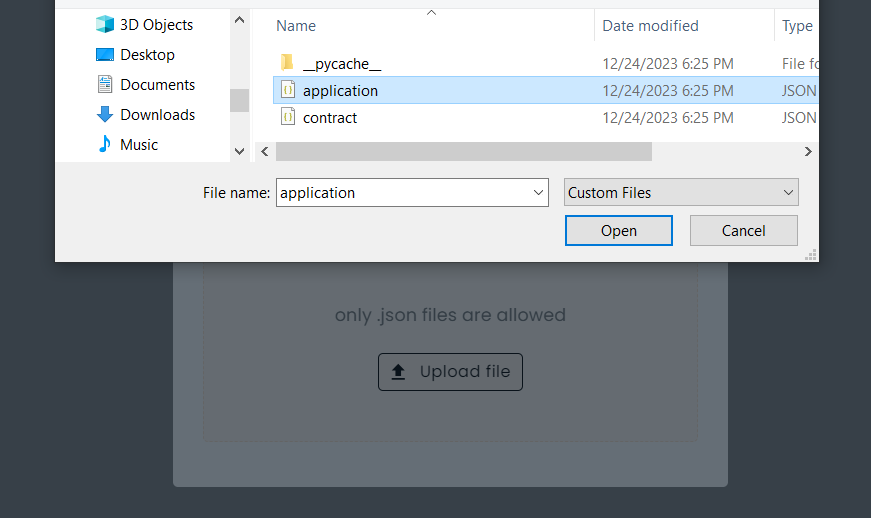 Name Date modified Type
3D Objects
__pycache__ 12/24/2023 6:25 PM File fo
Desktop
application 12/24/2023 6:25 PM JSON
Documents
contract 12/24/2023 6:25 PM JSON
Downloads
Music
File name: application Custom Files
Open Cancel
only .json files are allowed
Upload file